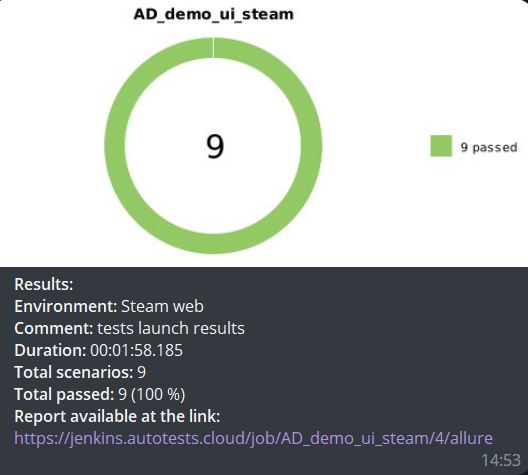 AD_demo_ui_steam
9
9 passed
Results:
Environment: Steam web
Comment: tests launch results
Duration: 00:01:58.185
Total scenarios: 9
Total passed: 9 (100 %)
Report available at the link:
https://jenkins.autotests.cloud/job/AD_demo_ui_steam/4/allure
14:53